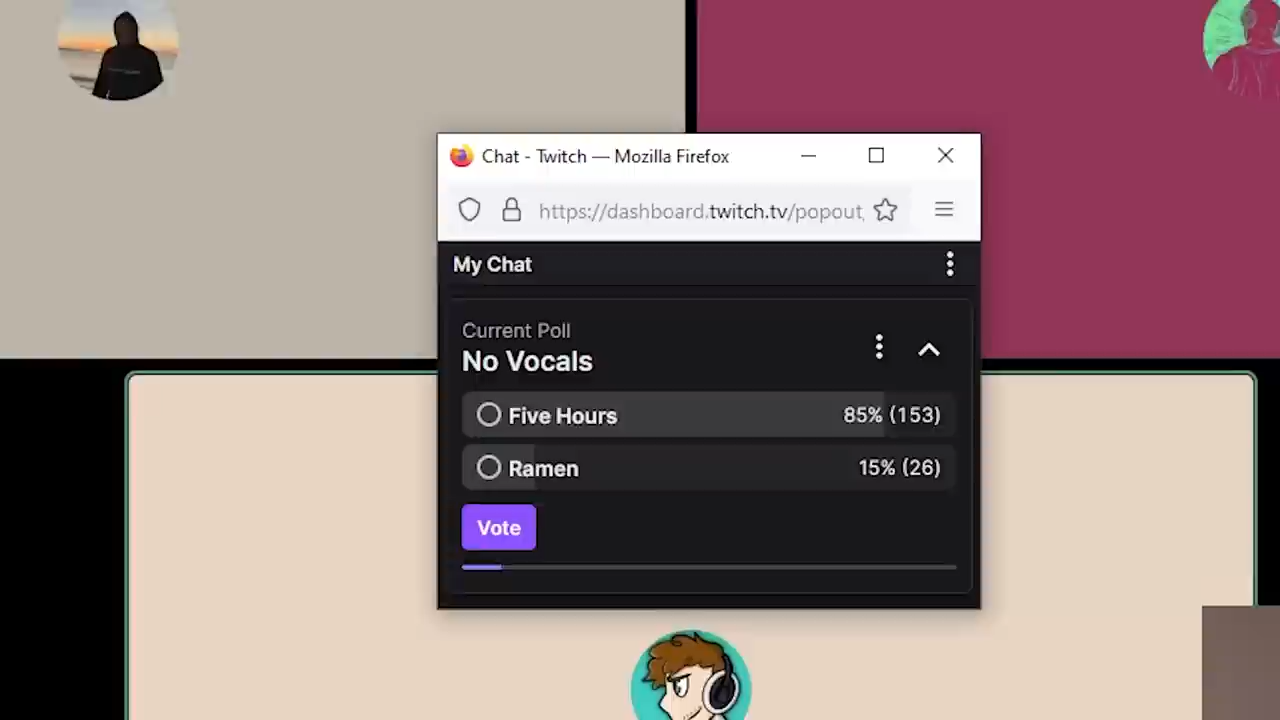 Chat - Twitch — Mozilla Firefox
https://dashboard.twitch.tv/popout
My Chat
Current Poll
No Vocals
Five Hours 85% (153)
Ramen 15% (26)
Vote